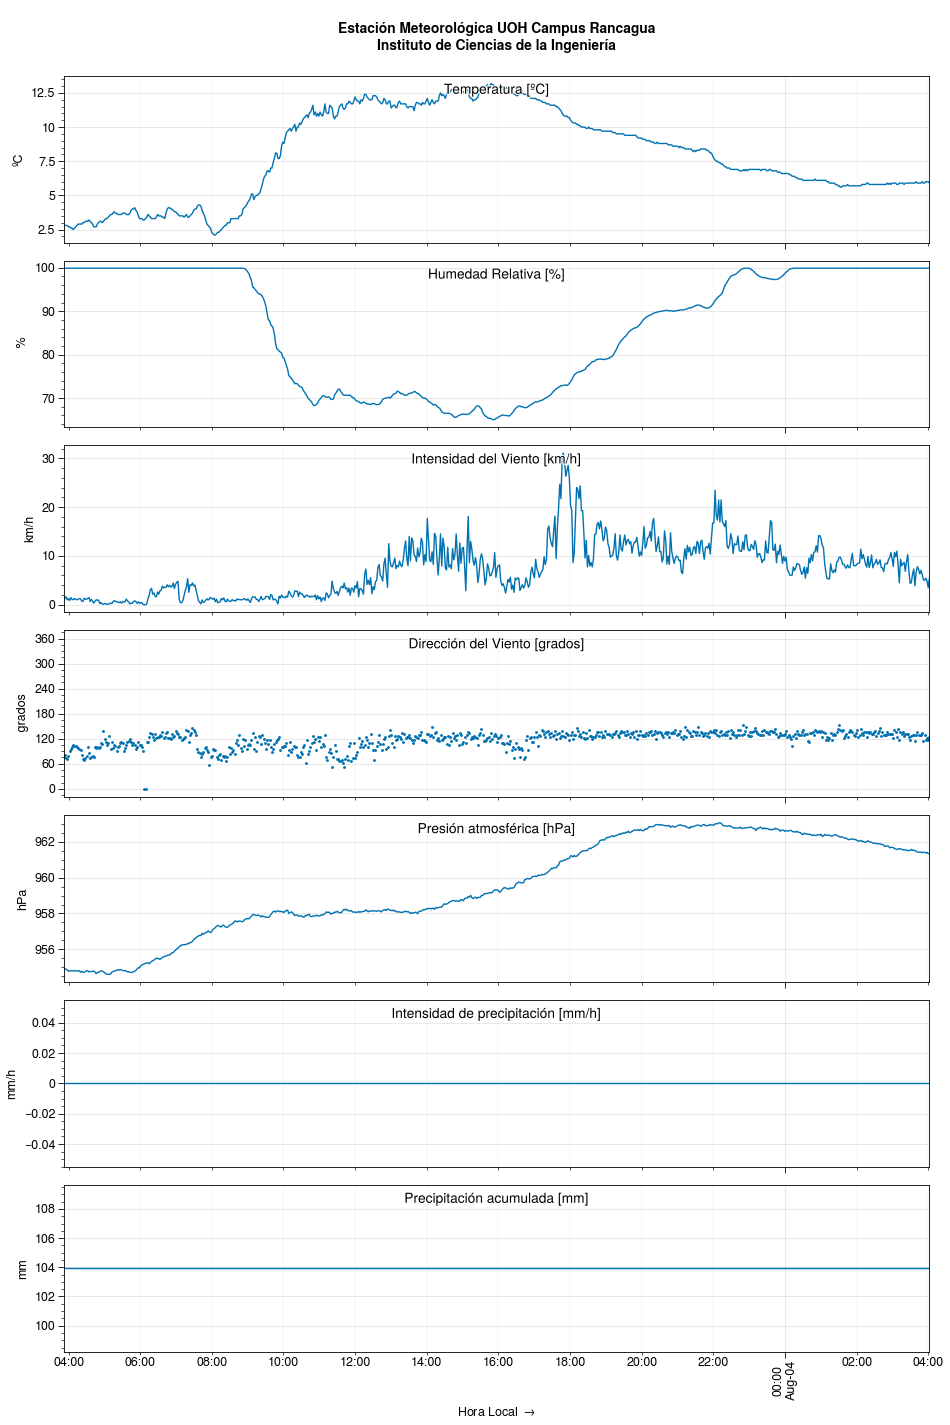 Estación Meteorológica UOH Campus Rancagua
Instituto de Ciencias de la Ingeniería
Temperatura [ºC]
12.5
10
7.5
5
2.5
ºC
Humedad Relativa [%]
100
90
80
70
%
Intensidad del Viento [km/h]
30
20
10
0
km/h
Dirección del Viento [grados]
360
300
240
180
120
60
0
grados
Presión atmosférica [hPa]
962
960
958
956
hPa
Intensidad de precipitación [mm/h]
0.04
0.02
0
−0.02
−0.04
mm/h
Precipitación acumulada [mm]
108
106
104
102
100
mm
04:00 06:00 08:00 10:00 12:00 14:00 16:00 18:00 20:00 22:00 00:00 02:00 04:00
Aug-04
Hora Local →